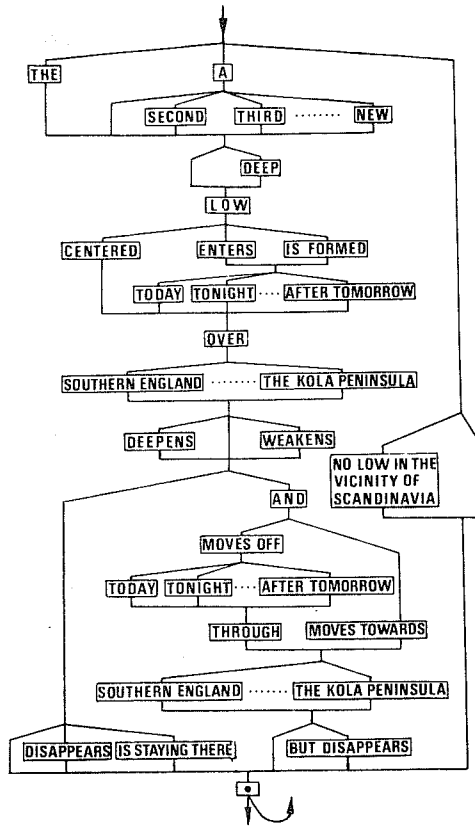 THE
A
SECOND THIRD ........ NEW
DEEP
LOW
CENTERED ENTERS IS FORMED
TODAY TONIGHT .... AFTER TOMORROW
OVER
SOUTHERN ENGLAND ........ THE KOLA PENINSULA
DEEPENS WEAKENS
NO LOW IN THE
VICINITY OF
SCANDINAVIA
AND
MOVES OFF
TODAY TONIGHT .... AFTER TOMORROW
THROUGH MOVES TOWARDS
SOUTHERN ENGLAND ....... THE KOLA PENINSULA
DISAPPEARS IS STAYING THERE BUT DISAPPEARS